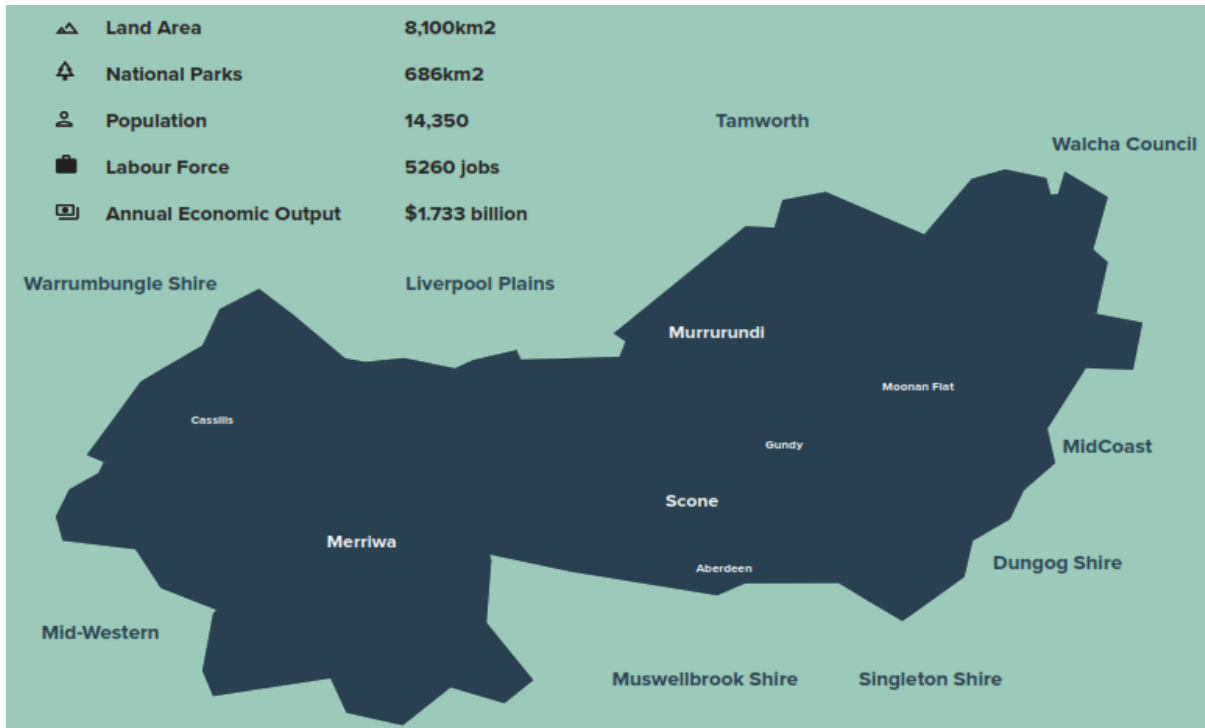 Land Area 8,100km2
National Parks 686km2
Population 14,350
Labour Force 5260 jobs
Annual Economic Output $1.733 billion
Tamworth
Walcha Council
Warrumbungle Shire
Liverpool Plains
Murrurundi
Moonan Flat
Cassilis
Gundy
MidCoast
Scone
Merriwa
Aberdeen
Dungog Shire
Mid-Western
Muswellbrook Shire
Singleton Shire